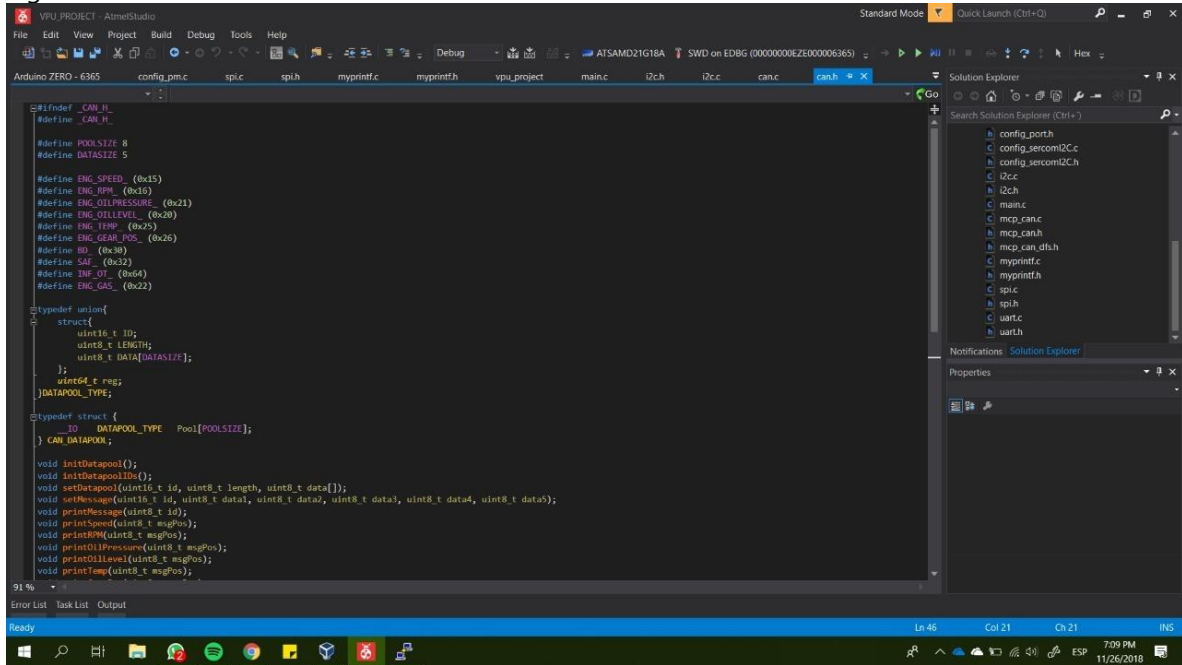 VPU_PROJECT - AtmelStudio
Standard Mode
Quick Launch (Ctrl+Q)
File Edit View Project Build Debug Tools Help
Debug
ATSAMD21G18A
SWD on EDBG (00000000EZE000006365)
Hex
Arduino ZERO - 6365 config_pm.c spi.c spi.h myprintf.c myprintf.h vpu_project main.c i2c.h i2c.c can.c can.h
Go
#ifndef _CAN_H_
#define _CAN_H_
#define POOLSIZE 8
#define DATASIZE 5
#define ENG_SPEED_ (0x15)
#define ENG_RPM_ (0x16)
#define ENG_OILPRESSURE_ (0x21)
#define ENG_OILLEVEL_ (0x20)
#define ENG_TEMP_ (0x25)
#define ENG_GEAR_POS_ (0x26)
#define BD_ (0x30)
#define SAF_ (0x32)
#define INF_OT_ (0x64)
#define ENG_GAS_ (0x22)
typedef union{
struct{
uint16_t ID;
uint8_t LENGTH;
uint8_t DATA[DATASIZE];
};
uint64_t reg;
}DATAPOOL_TYPE;
typedef struct {
__IO DATAPOOL_TYPE Pool[POOLSIZE];
} CAN_DATAPOOL;
void initDatapool();
void initDatapoolIDs();
void setDatapool(uint16_t id, uint8_t length, uint8_t data[]);
void setMessage(uint16_t id, uint8_t data1, uint8_t data2, uint8_t data3, uint8_t data4, uint8_t data5);
void printMessage(uint8_t id);
void printSpeed(uint8_t msgPos);
void printRPM(uint8_t msgPos);
void printOilPressure(uint8_t msgPos);
void printOilLevel(uint8_t msgPos);
void printTemp(uint8_t msgPos);
91 %
Solution Explorer
Search Solution Explorer (Ctrl+¨)
config_port.h
config_sercomI2C.c
config_sercomI2C.h
i2c.c
i2c.h
main.c
mcp_can.c
mcp_can.h
mcp_can_dfs.h
myprintf.c
myprintf.h
spi.c
spi.h
uart.c
uart.h
Notifications Solution Explorer
Properties
Error List Task List Output
Ready
Ln 46 Col 21 Ch 21 INS
ESP
7:09 PM
11/26/2018